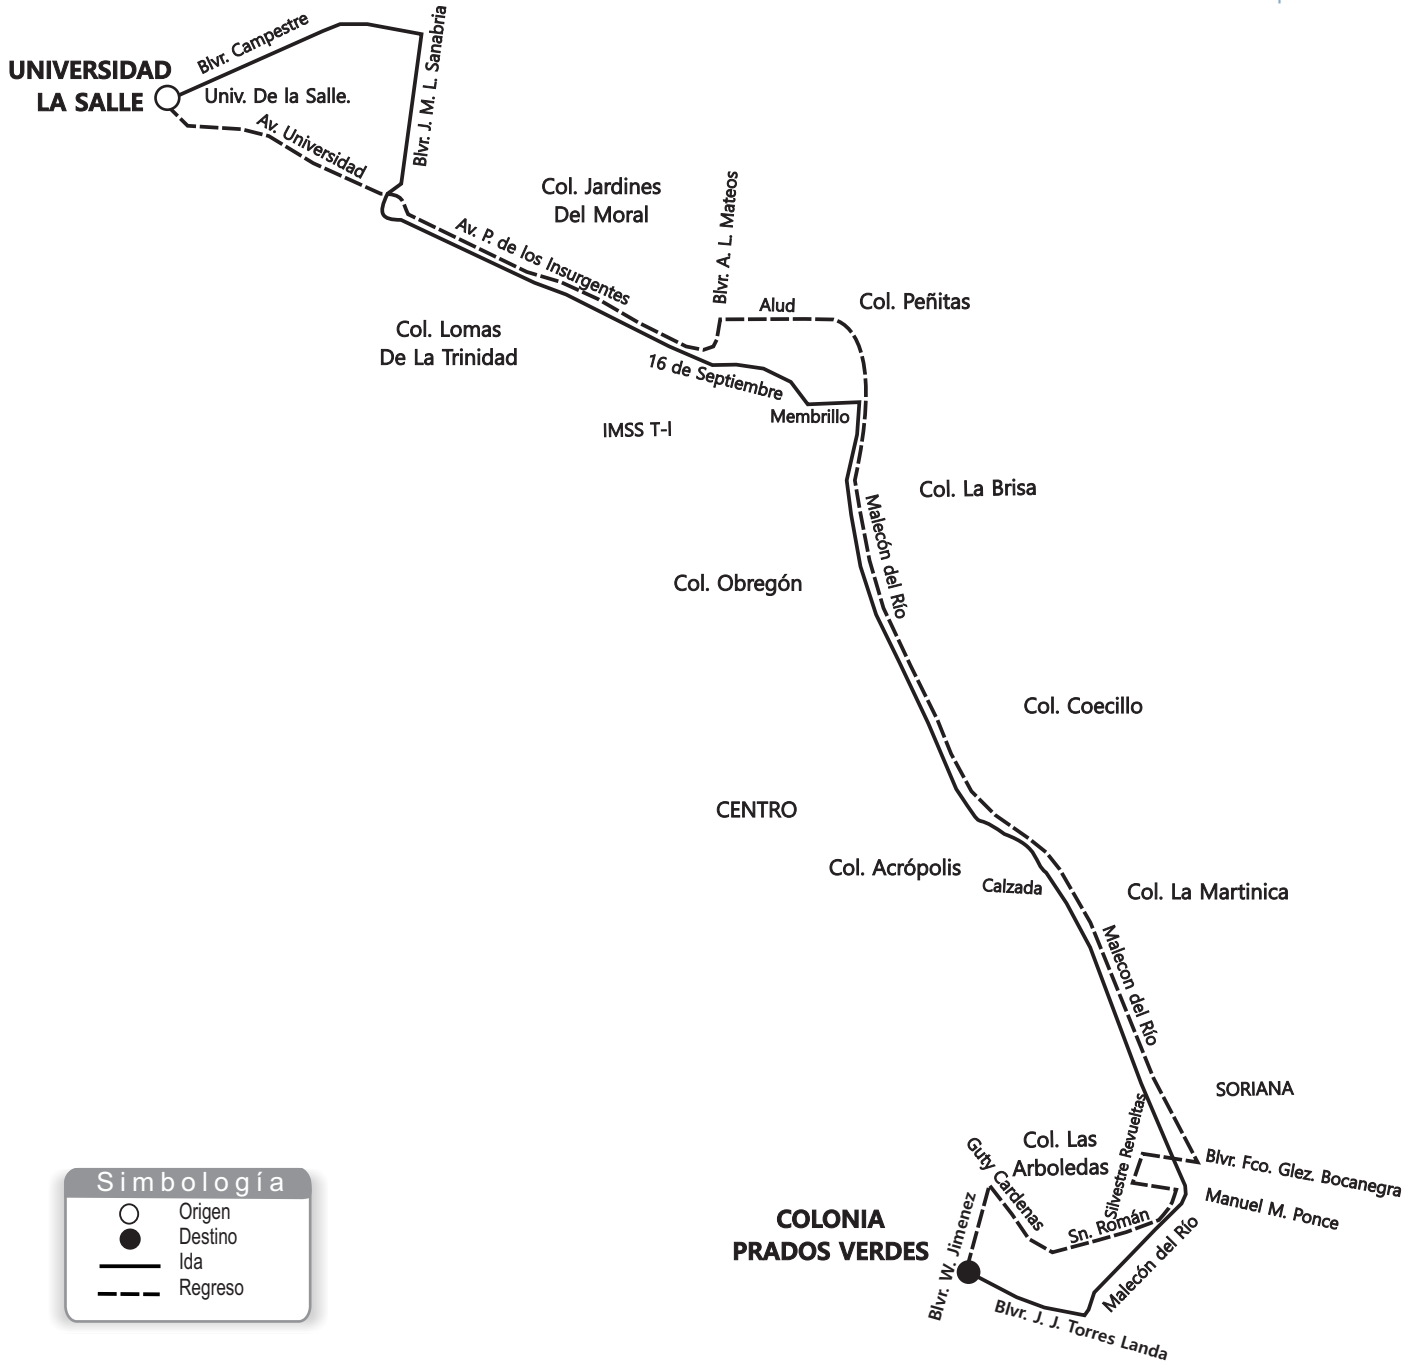 Blvr. Campestre
Blvr. J. M. L. Sanabria
UNIVERSIDAD
LA SALLE
Univ. De la Salle.
Av. Universidad
Col. Jardines
Del Moral
Blvr. A. L. Mateos
Av. P. de los Insurgentes
Alud
Col. Peñitas
Col. Lomas
De La Trinidad
16 de Septiembre
Membrillo
IMSS T-I
Col. La Brisa
Malecón del Río
Col. Obregón
Col. Coecillo
CENTRO
Col. Acrópolis
Calzada
Col. La Martinica
Malecon del Río
SORIANA
Silvestre Revueltas
Col. Las
Arboledas
Guty Cardenas
Blvr. Fco. Glez. Bocanegra
Manuel M. Ponce
Sn. Román
COLONIA
PRADOS VERDES
Blvr. W. Jimenez
Malecón del Río
Blvr. J. J. Torres Landa
Simbología
Origen
Destino
Ida
Regreso